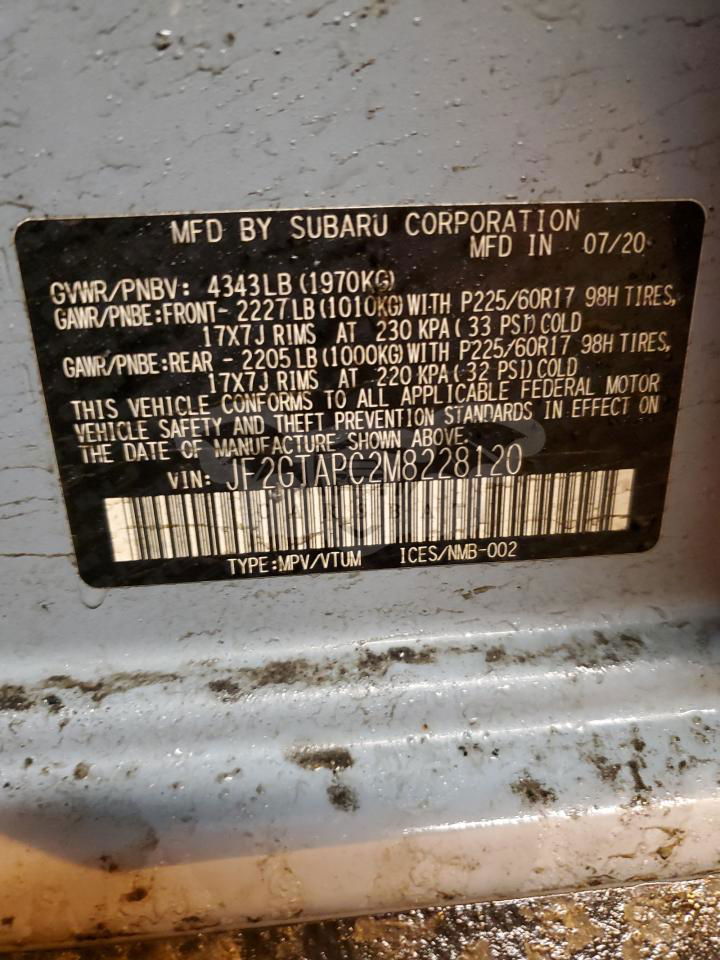 MFD BY SUBARU CORPORATION
MFD IN 07/20
GVWR/PNBV: 4343LB (1970KG)
GAWR/PNBE:FRONT- 2227LB (1010KG) WITH P225/60R17 98H TIRES,
17X7J RIMS AT 230 KPA ( 33 PSI) COLD
GAWR/PNBE:REAR - 2205LB (1000KG) WITH P225/60R17 98H TIRES,
17X7J RIMS AT 220 KPA ( 32 PSI) COLD
THIS VEHICLE CONFORMS TO ALL APPLICABLE FEDERAL MOTOR
VEHICLE SAFETY AND THEFT PREVENTION STANDARDS IN EFFECT ON
THE DATE OF MANUFACTURE SHOWN ABOVE.
VIN: JF2GTAPC2M8228120
TYPE:MPV/VTUM ICES/NMB-002